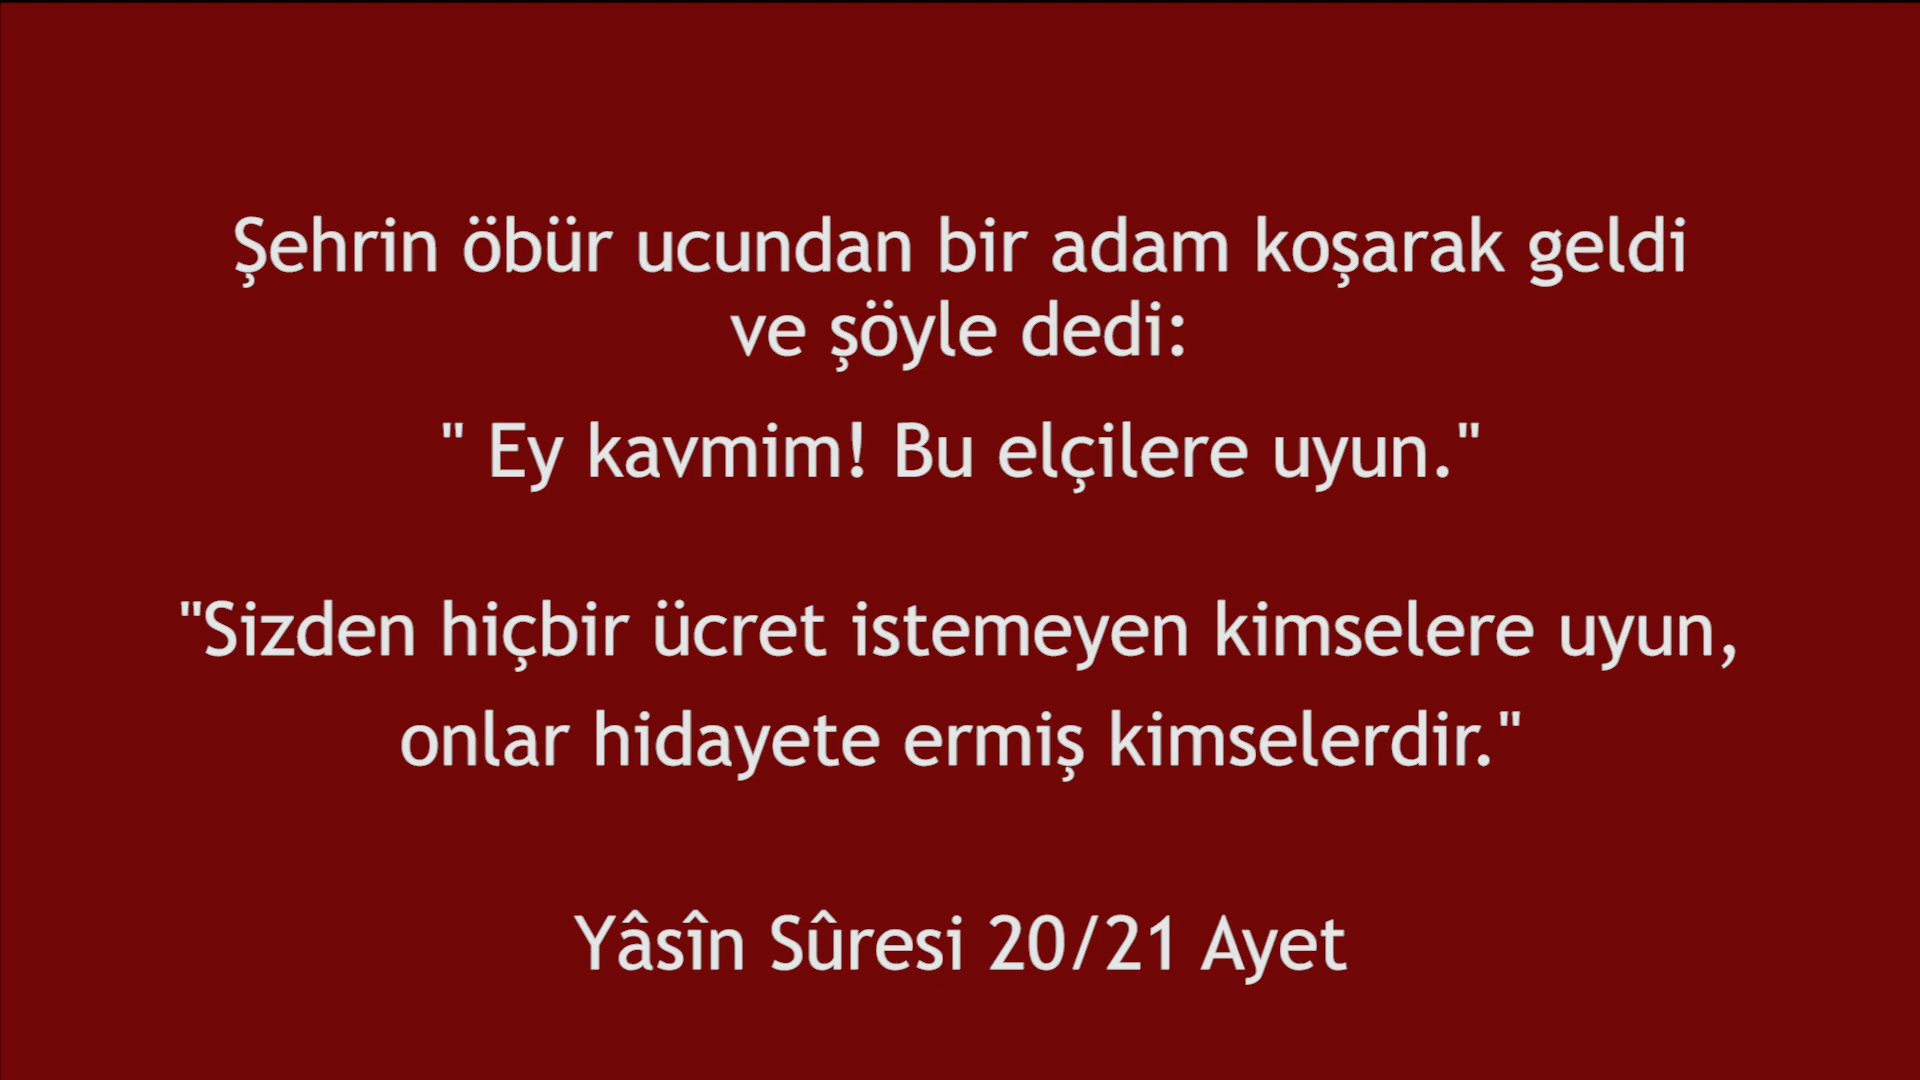 Şehrin öbür ucundan bir adam koşarak geldi
ve şöyle dedi:
" Ey kavmim! Bu elçilere uyun."
"Sizden hiçbir ücret istemeyen kimselere uyun,
onlar hidayete ermiş kimselerdir."
Yâsîn Sûresi 20/21 Ayet